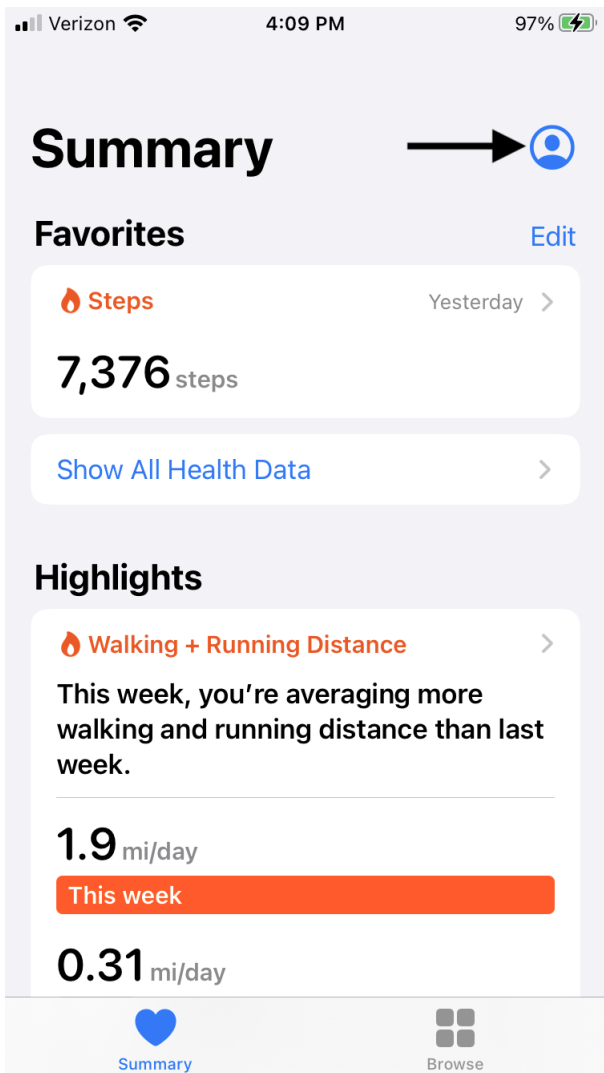 Verizon 4:09 PM 97%
Summary
Favorites Edit
Steps Yesterday
7,376 steps
Show All Health Data
Highlights
Walking + Running Distance
This week, you’re averaging more
walking and running distance than last
week.
1.9 mi/day
This week
0.31 mi/day
Summary Browse